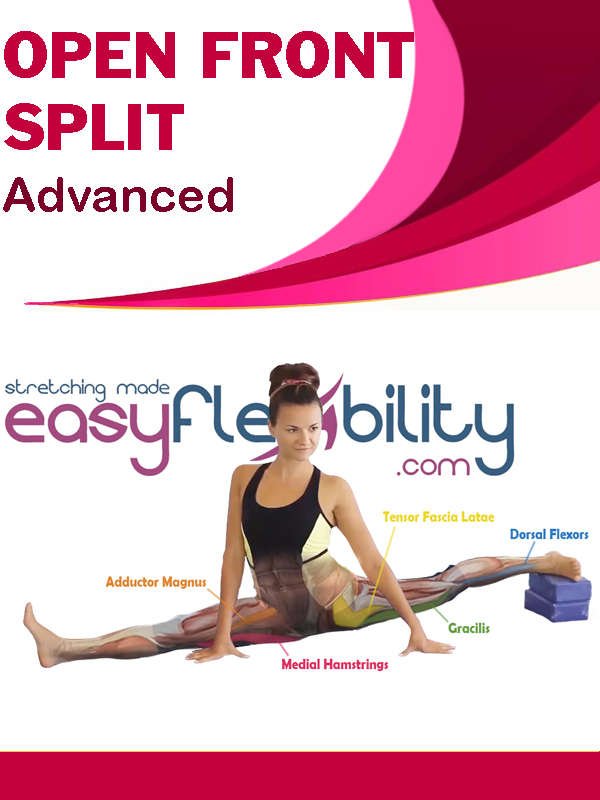 OPEN FRONT
SPLIT
Advanced
stretching made
easyflexibility
.com
Tensor Fascia Latae
Dorsal Flexors
Adductor Magnus
Gracilis
Medial Hamstrings